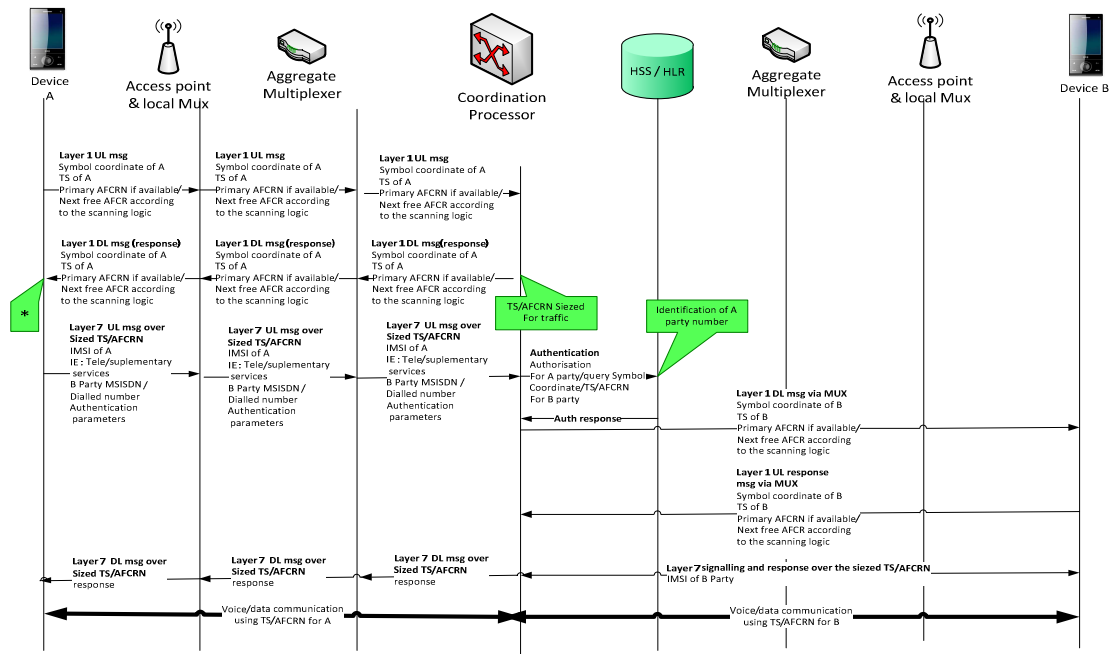 Device
A
Access point
& local Mux
Aggregate
Multiplexer
Coordination
Processor
HSS / HLR
Aggregate
Multiplexer
Access point
& local Mux
Device B
Layer 1 UL msg
Symbol coordinate of A
TS of A
Primary AFCRN if available/
Next free AFCR according
to the scanning logic
Layer 1 UL msg
Symbol coordinate of A
TS of A
Primary AFCRN if available/
Next free AFCR according
to the scanning logic
Layer 1 UL msg
Symbol coordinate of A
TS of A
Primary AFCRN if available/
Next free AFCR according
to the scanning logic
Layer 1 DL msg (response)
Symbol coordinate of A
TS of A
Primary AFCRN if available/
Next free AFCR according
to the scanning logic
Layer 1 DL msg (response)
Symbol coordinate of A
TS of A
Primary AFCRN if available/
Next free AFCR according
to the scanning logic
Layer 1 DL msg(response)
Symbol coordinate of A
TS of A
Primary AFCRN if available/
Next free AFCR according
to the scanning logic
*
TS/AFCRN Siezed
For traffic
Identification of A
party number
Layer 7 UL msg over
Sized TS/AFCRN
IMSI of A
IE : Tele/suplementary
services
B Party MSISDN /
Dialled number
Authentication
parameters
Layer 7 UL msg over
Sized TS/AFCRN
IMSI of A
IE : Tele/suplementary
services
B Party MSISDN /
Dialled number
Authentication
parameters
Layer 7 UL msg over
Sized TS/AFCRN
IMSI of A
IE : Tele/suplementary
services
B Party MSISDN /
Dialled number
Authentication
parameters
Authentication
Authorisation
For A party/query Symbol
Coordinate/TS/AFCRN
For B party
Auth response
Layer 1 DL msg via MUX
Symbol coordinate of B
TS of B
Primary AFCRN if available/
Next free AFCR according
to the scanning logic
Layer 1 UL response
msg via MUX
Symbol coordinate of B
TS of B
Primary AFCRN if available/
Next free AFCR according
to the scanning logic
Layer 7 DL msg over
Sized TS/AFCRN
response
Layer 7 DL msg over
Sized TS/AFCRN
response
Layer 7 DL msg over
Sized TS/AFCRN
response
Layer 7 signalling and response over the siezed TS/AFCRN
IMSI of B Party
Voice/data communication
using TS/AFCRN for A
Voice/data communication
using TS/AFCRN for B